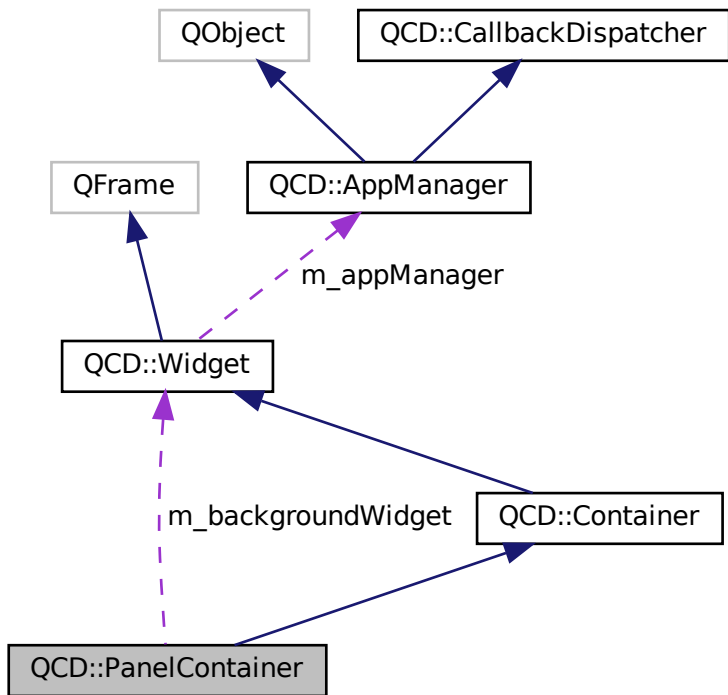 QObject
QCD::CallbackDispatcher
QFrame
QCD::AppManager
m_appManager
QCD::Widget
m_backgroundWidget
QCD::Container
QCD::PanelContainer